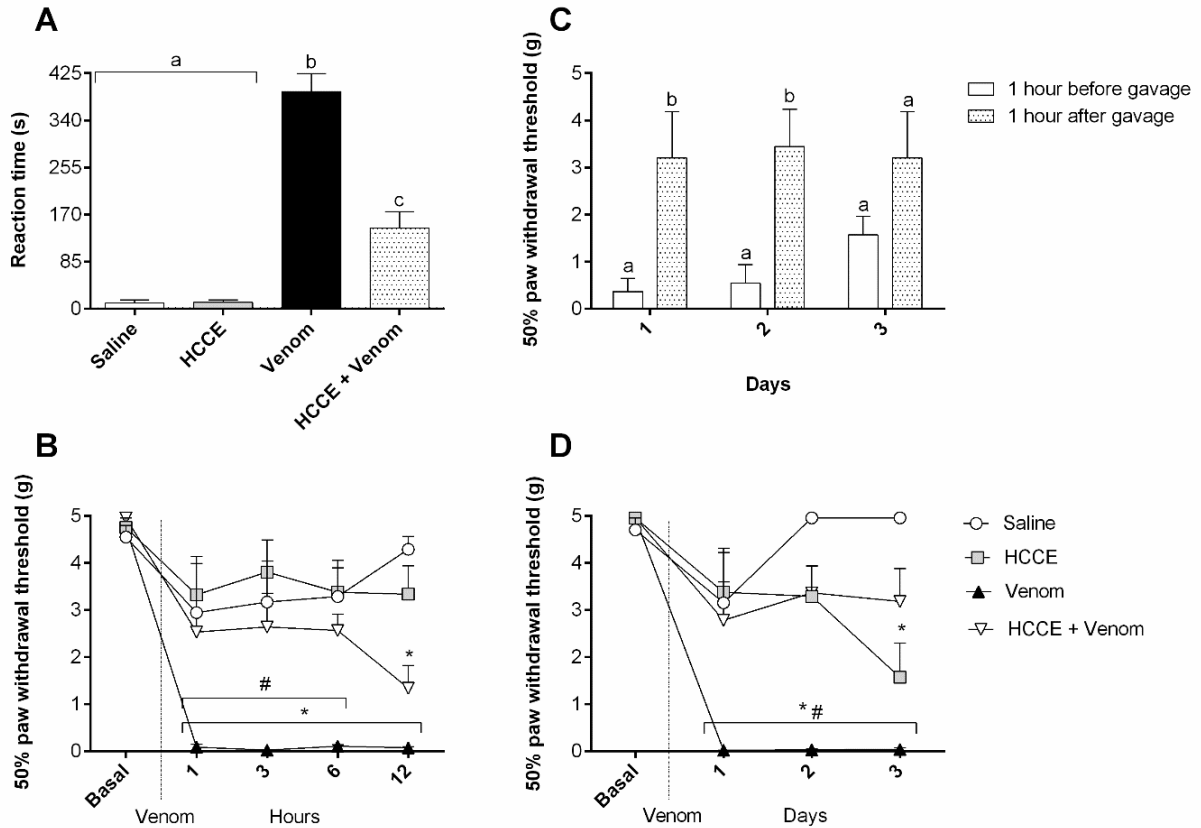 A
Reaction time (s)
425
340
255
170
85
0
a
b
c
Saline
HCCE
Venom
HCCE + Venom
C
50% paw withdrawal threshold (g)
5
4
3
2
1
0
a
b
a
b
a
a
1
2
3
Days
1 hour before gavage
1 hour after gavage
B
50% paw withdrawal threshold (g)
5
4
3
2
1
0
*
#
*
Basal
1
3
6
12
Venom
Hours
D
50% paw withdrawal threshold (g)
5
4
3
2
1
0
*
*#
Basal
1
2
3
Venom
Days
Saline
HCCE
Venom
HCCE + Venom